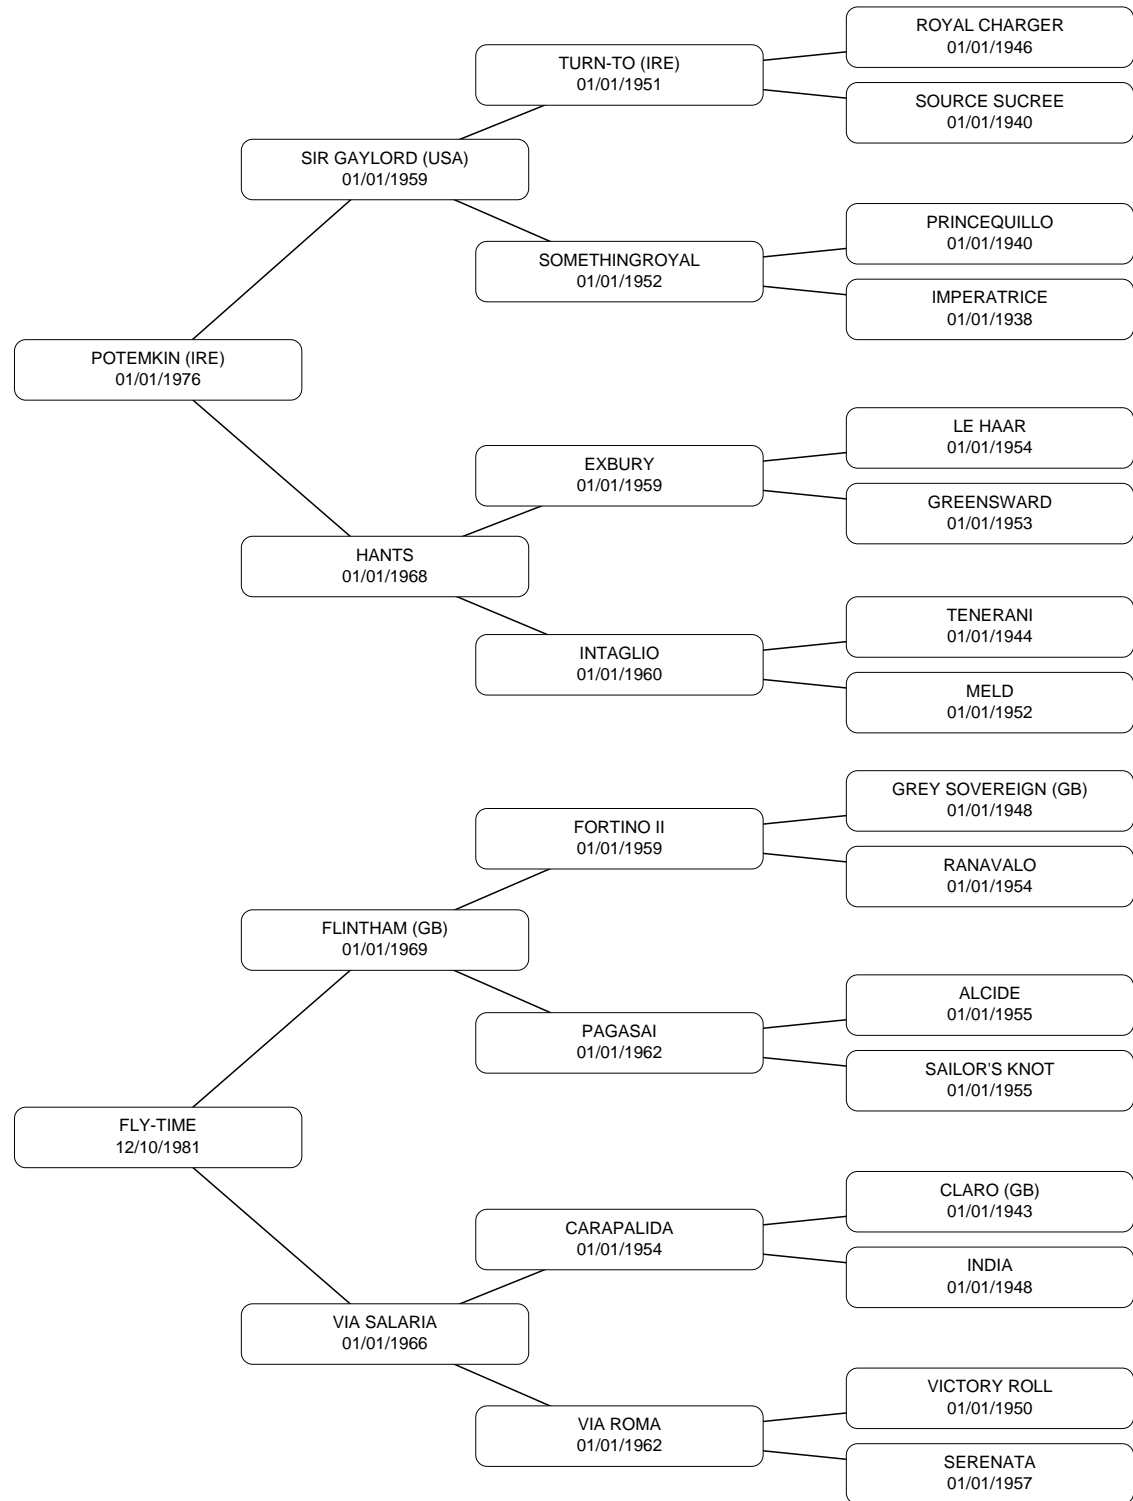 ROYAL CHARGER
01/01/1946
TURN-TO (IRE)
01/01/1951
SOURCE SUCREE
01/01/1940
SIR GAYLORD (USA)
01/01/1959
PRINCEQUILLO
01/01/1940
SOMETHINGROYAL
01/01/1952
IMPERATRICE
01/01/1938
POTEMKIN (IRE)
01/01/1976
LE HAAR
01/01/1954
EXBURY
01/01/1959
GREENSWARD
01/01/1953
HANTS
01/01/1968
TENERANI
01/01/1944
INTAGLIO
01/01/1960
MELD
01/01/1952
GREY SOVEREIGN (GB)
01/01/1948
FORTINO II
01/01/1959
RANAVALO
01/01/1954
FLINTHAM (GB)
01/01/1969
ALCIDE
01/01/1955
PAGASAI
01/01/1962
SAILOR'S KNOT
01/01/1955
FLY-TIME
12/10/1981
CLARO (GB)
01/01/1943
CARAPALIDA
01/01/1954
INDIA
01/01/1948
VIA SALARIA
01/01/1966
VICTORY ROLL
01/01/1950
VIA ROMA
01/01/1962
SERENATA
01/01/1957